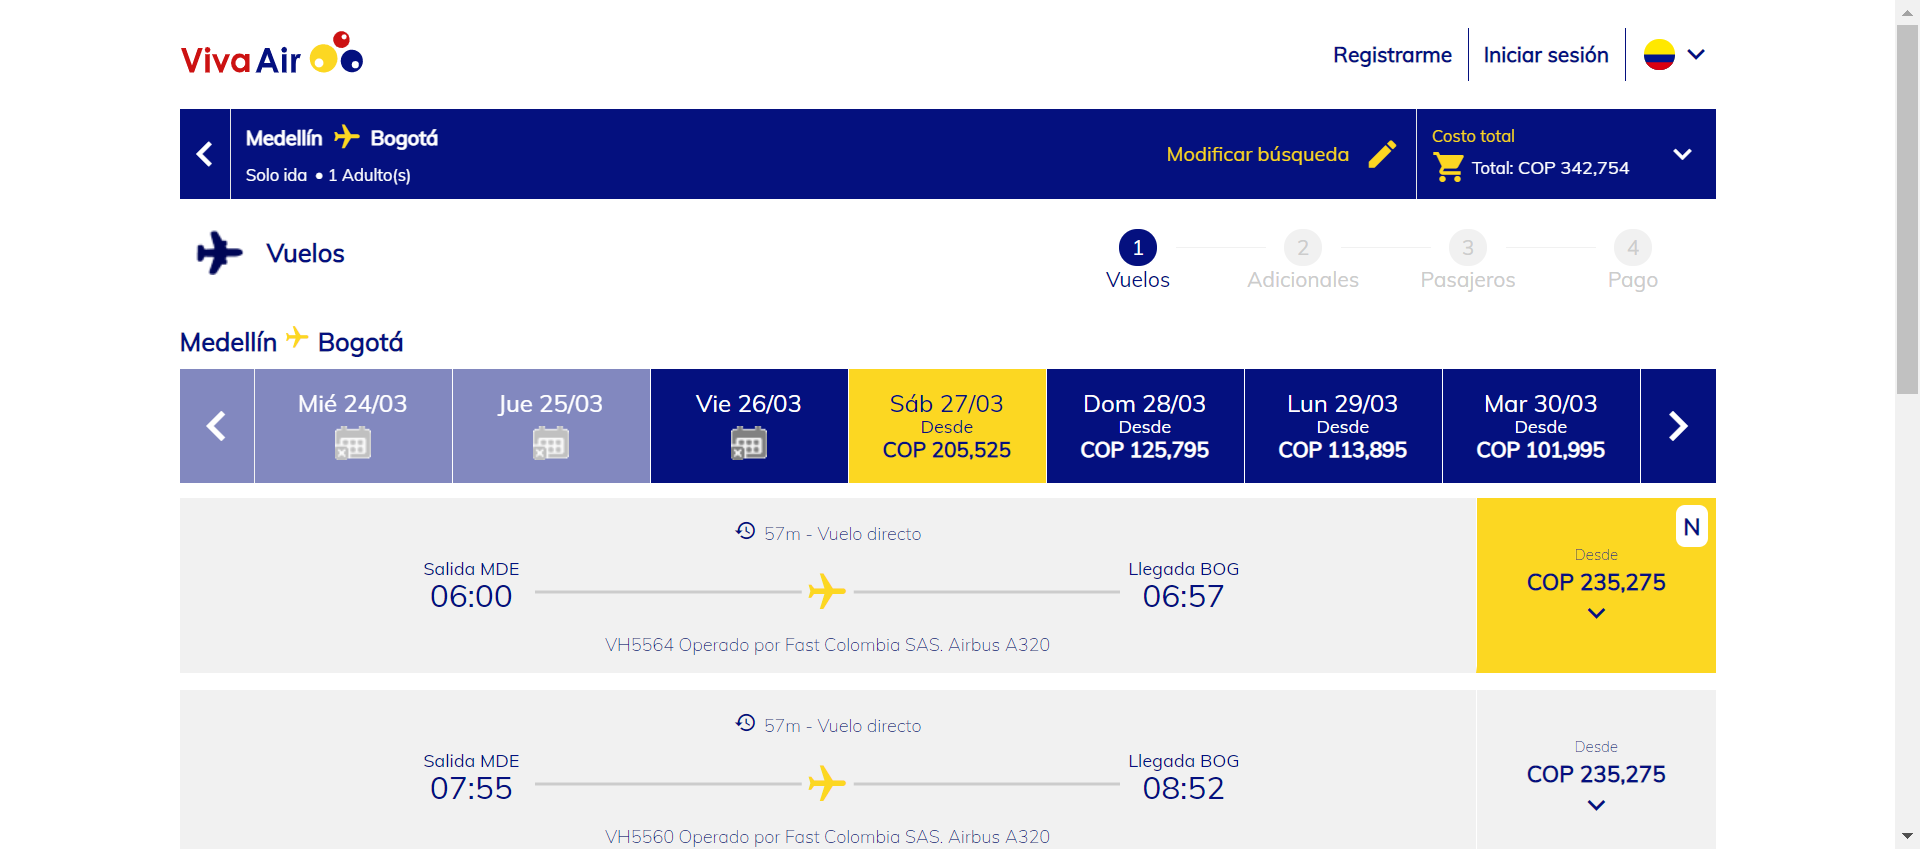 Viva Air
Registrarme
Iniciar sesión
Medellín Bogotá
Solo ida • 1 Adulto(s)
Modificar búsqueda
Costo total
Total: COP 342,754
Vuelos
1
Vuelos
2
Adicionales
3
Pasajeros
4
Pago
Medellín Bogotá
Mié 24/03
Jue 25/03
Vie 26/03
Sáb 27/03
Desde
COP 205,525
Dom 28/03
Desde
COP 125,795
Lun 29/03
Desde
COP 113,895
Mar 30/03
Desde
COP 101,995
57m - Vuelo directo
Salida MDE
06:00
Llegada BOG
06:57
VH5564 Operado por Fast Colombia SAS. Airbus A320
N
Desde
COP 235,275
57m - Vuelo directo
Salida MDE
07:55
Llegada BOG
08:52
VH5560 Operado por Fast Colombia SAS. Airbus A320
Desde
COP 235,275